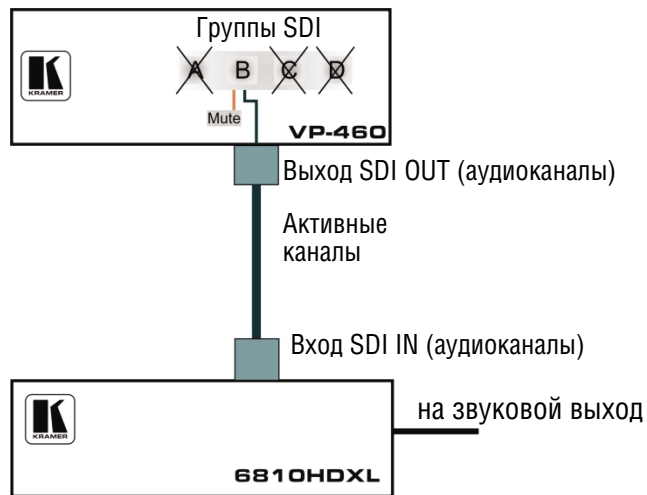 Группы SDI
KRAMER
A B C D
Mute
VP-460
Выход SDI OUT (аудиоканалы)
Активные
каналы
Вход SDI IN (аудиоканалы)
KRAMER
на звуковой выход
6810HDXL